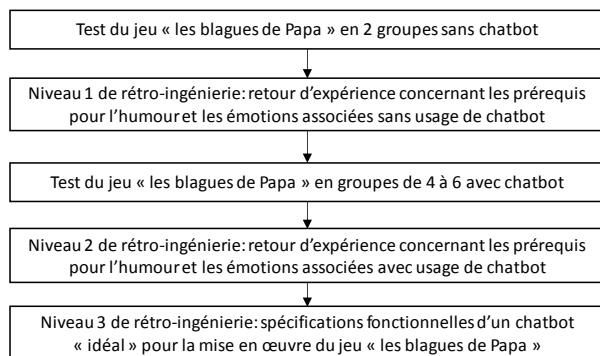 Test du jeu « les blagues de Papa » en 2 groupes sans chatbot
Niveau 1 de rétro-ingénierie: retour d’expérience concernant les prérequis
pour l’humour et les émotions associées sans usage de chatbot
Test du jeu « les blagues de Papa » en groupes de 4 à 6 avec chatbot
Niveau 2 de rétro-ingénierie: retour d’expérience concernant les prérequis
pour l’humour et les émotions associées avec usage de chatbot
Niveau 3 de rétro-ingénierie: spécifications fonctionnelles d’un chatbot
« idéal » pour la mise en œuvre du jeu « les blagues de Papa »